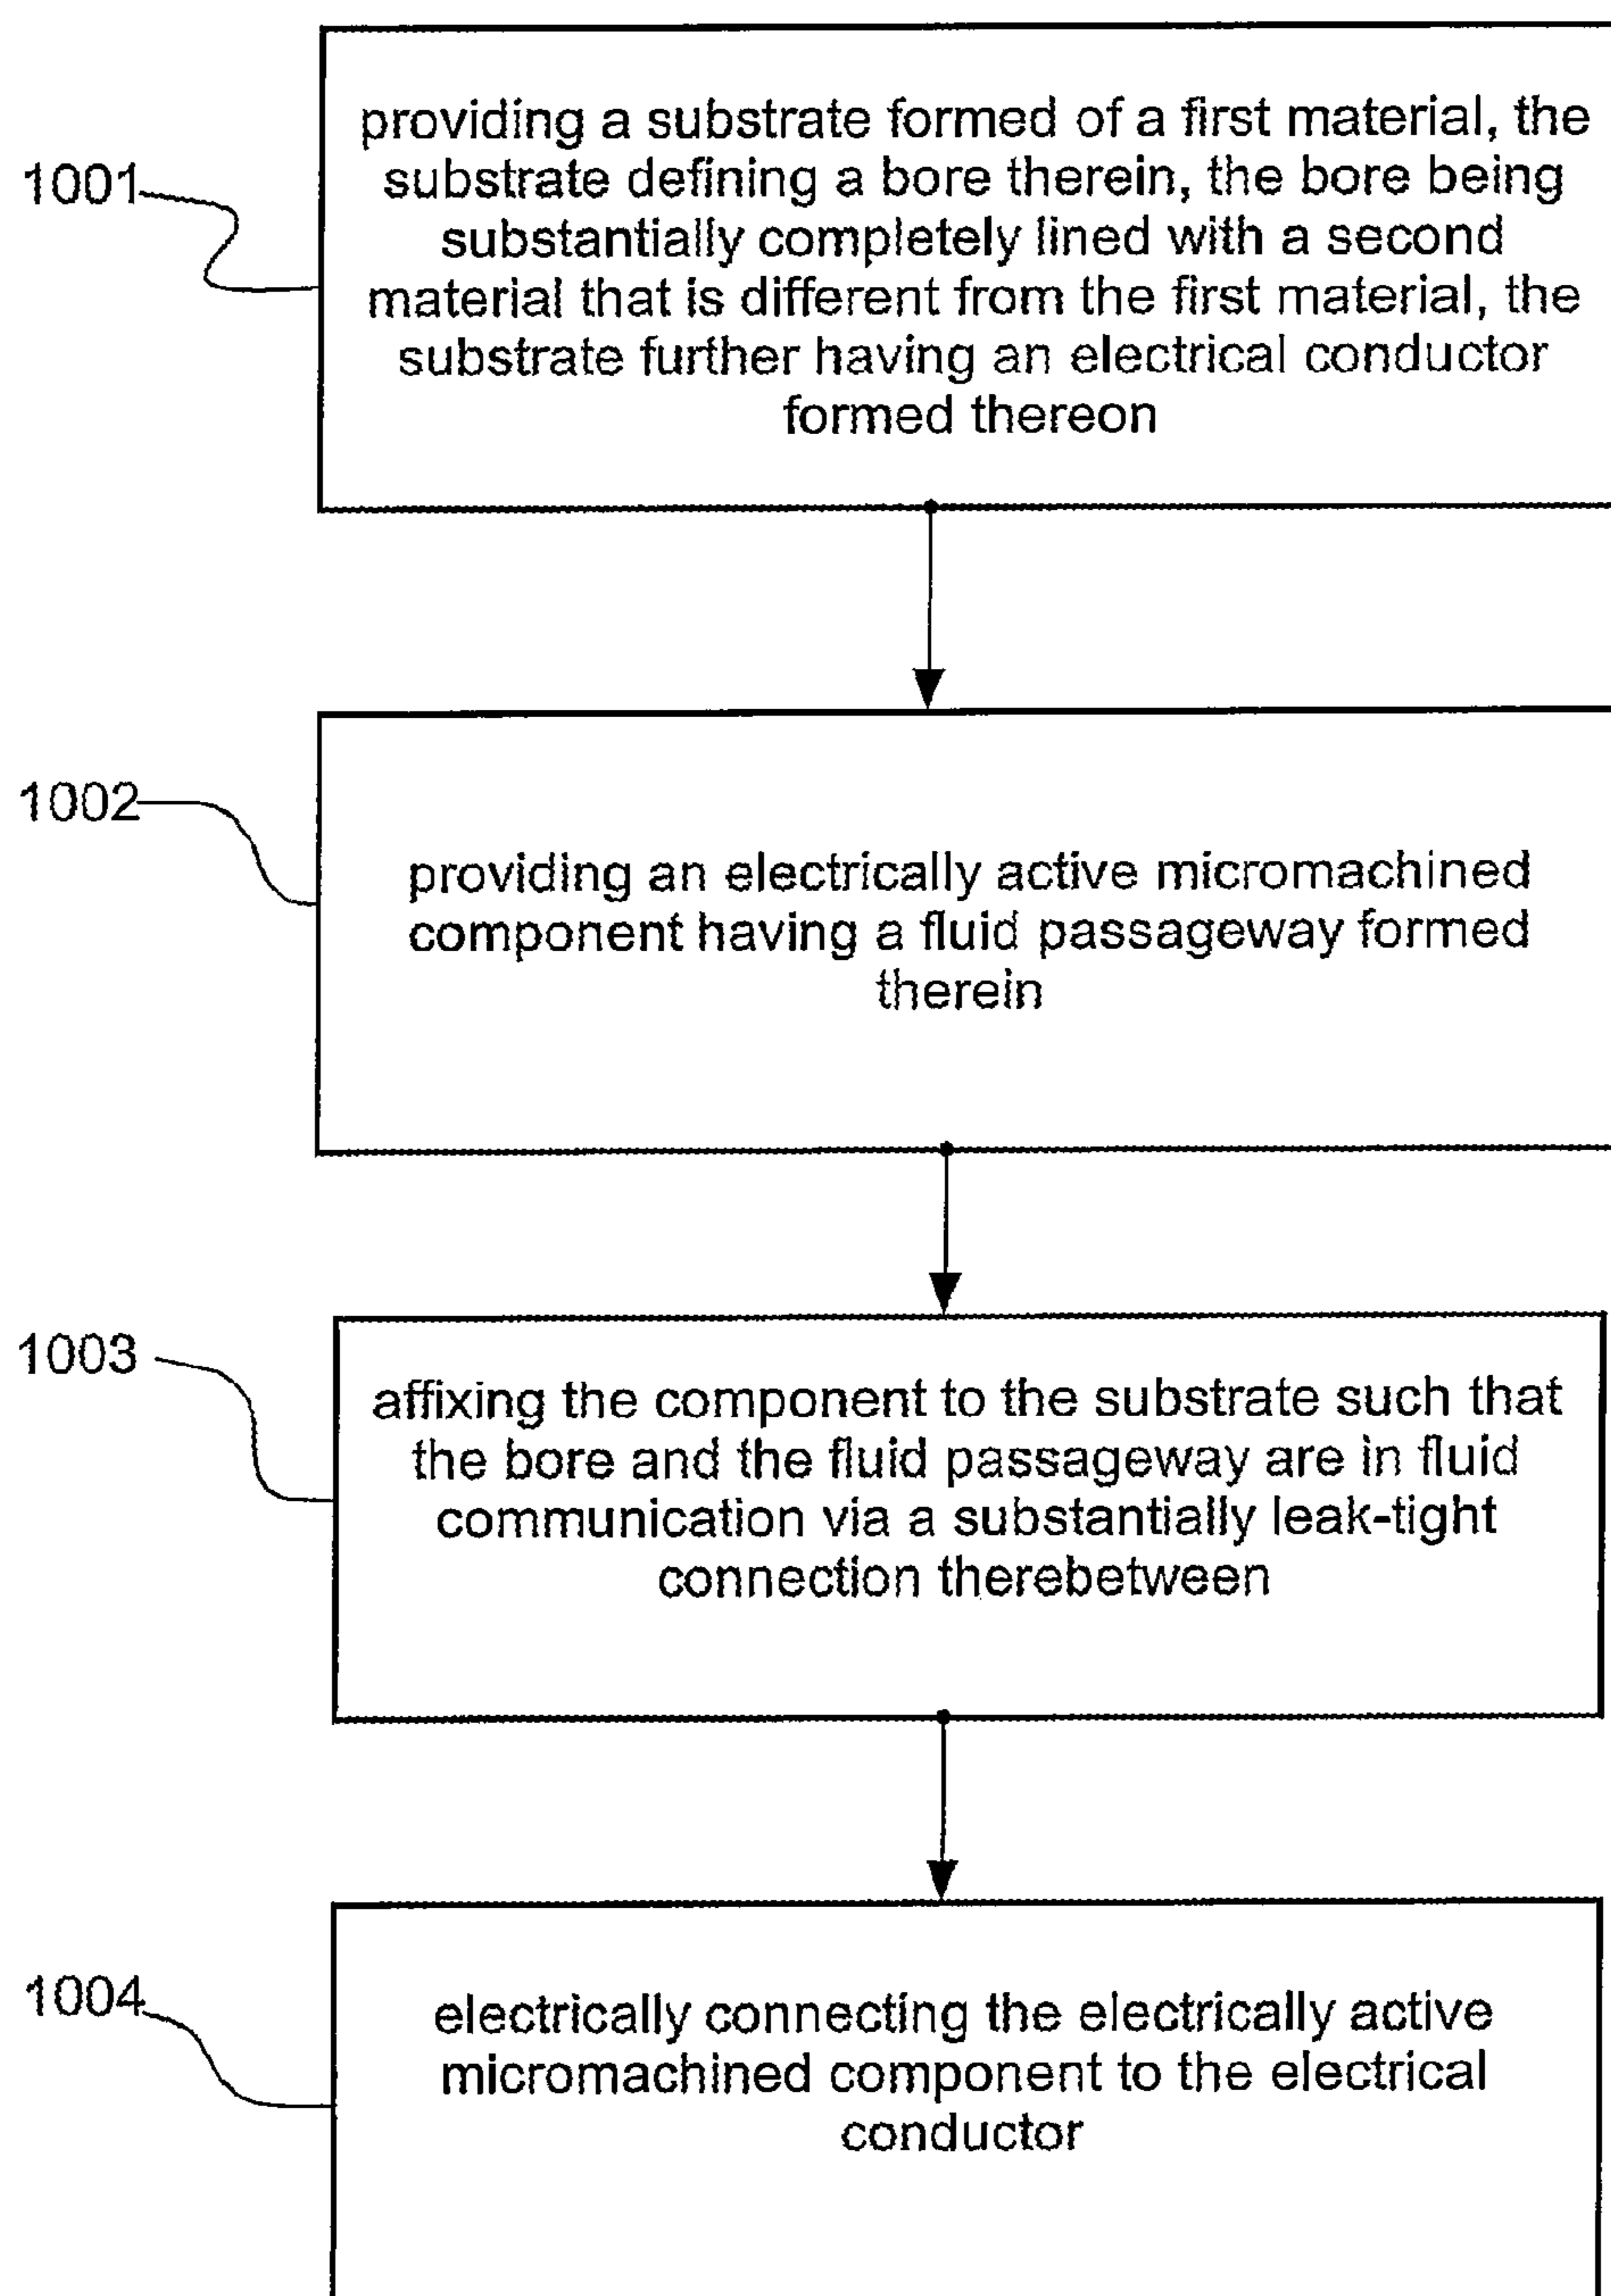 1001
providing a substrate formed of a first material, the
substrate defining a bore therein, the bore being
substantially completely lined with a second
material that is different from the first material, the
substrate further having an electrical conductor
formed thereon
1002
providing an electrically active micromachined
component having a fluid passageway formed
therein
1003
affixing the component to the substrate such that
the bore and the fluid passageway are in fluid
communication via a substantially leak-tight
connection therebetween
1004
electrically connecting the electrically active
micromachined component to the electrical
conductor